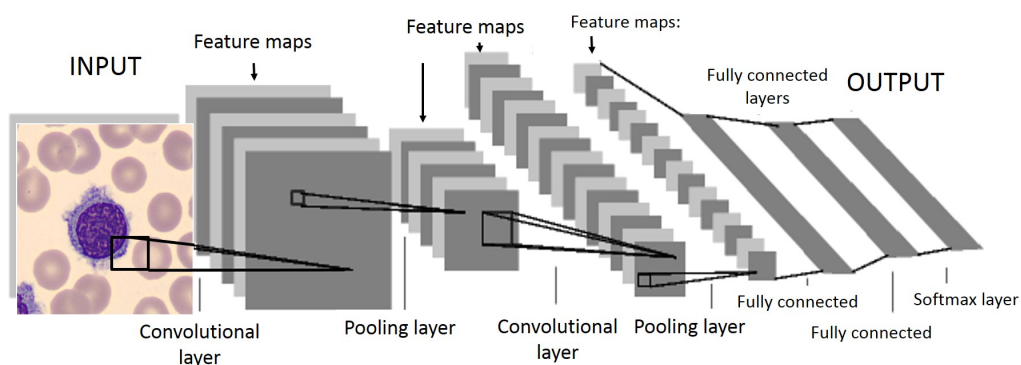 INPUT
Feature maps
Feature maps
Feature maps:
Fully connected
layers
OUTPUT
Convolutional
layer
Pooling layer
Convolutional
layer
Pooling layer
Fully connected
Fully connected
Softmax layer